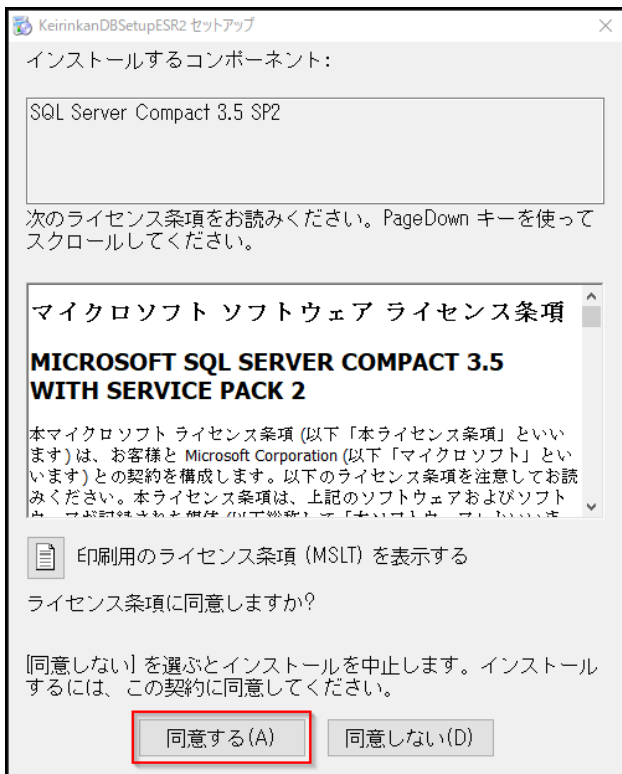 KeirinkanDBSetupESR2 セットアップ
インストールするコンポーネント:
SQL Server Compact 3.5 SP2
次のライセンス条項をお読みください。PageDown キーを使って
スクロールしてください。
マイクロソフト ソフトウェア ライセンス条項
MICROSOFT SQL SERVER COMPACT 3.5
WITH SERVICE PACK 2
本マイクロソフト ライセンス条項 (以下「本ライセンス条項」といい
ます) は、お客様と Microsoft Corporation (以下「マイクロソフト」とい
います) との契約を構成します。以下のライセンス条項を注意してお読
みください。本ライセンス条項は、上記のソフトウェアおよびソフト
印刷用のライセンス条項 (MSLT) を表示する
ライセンス条項に同意しますか?
[同意しない] を選ぶとインストールを中止します。インストール
するには、この契約に同意してください。
同意する(A)
同意しない(D)